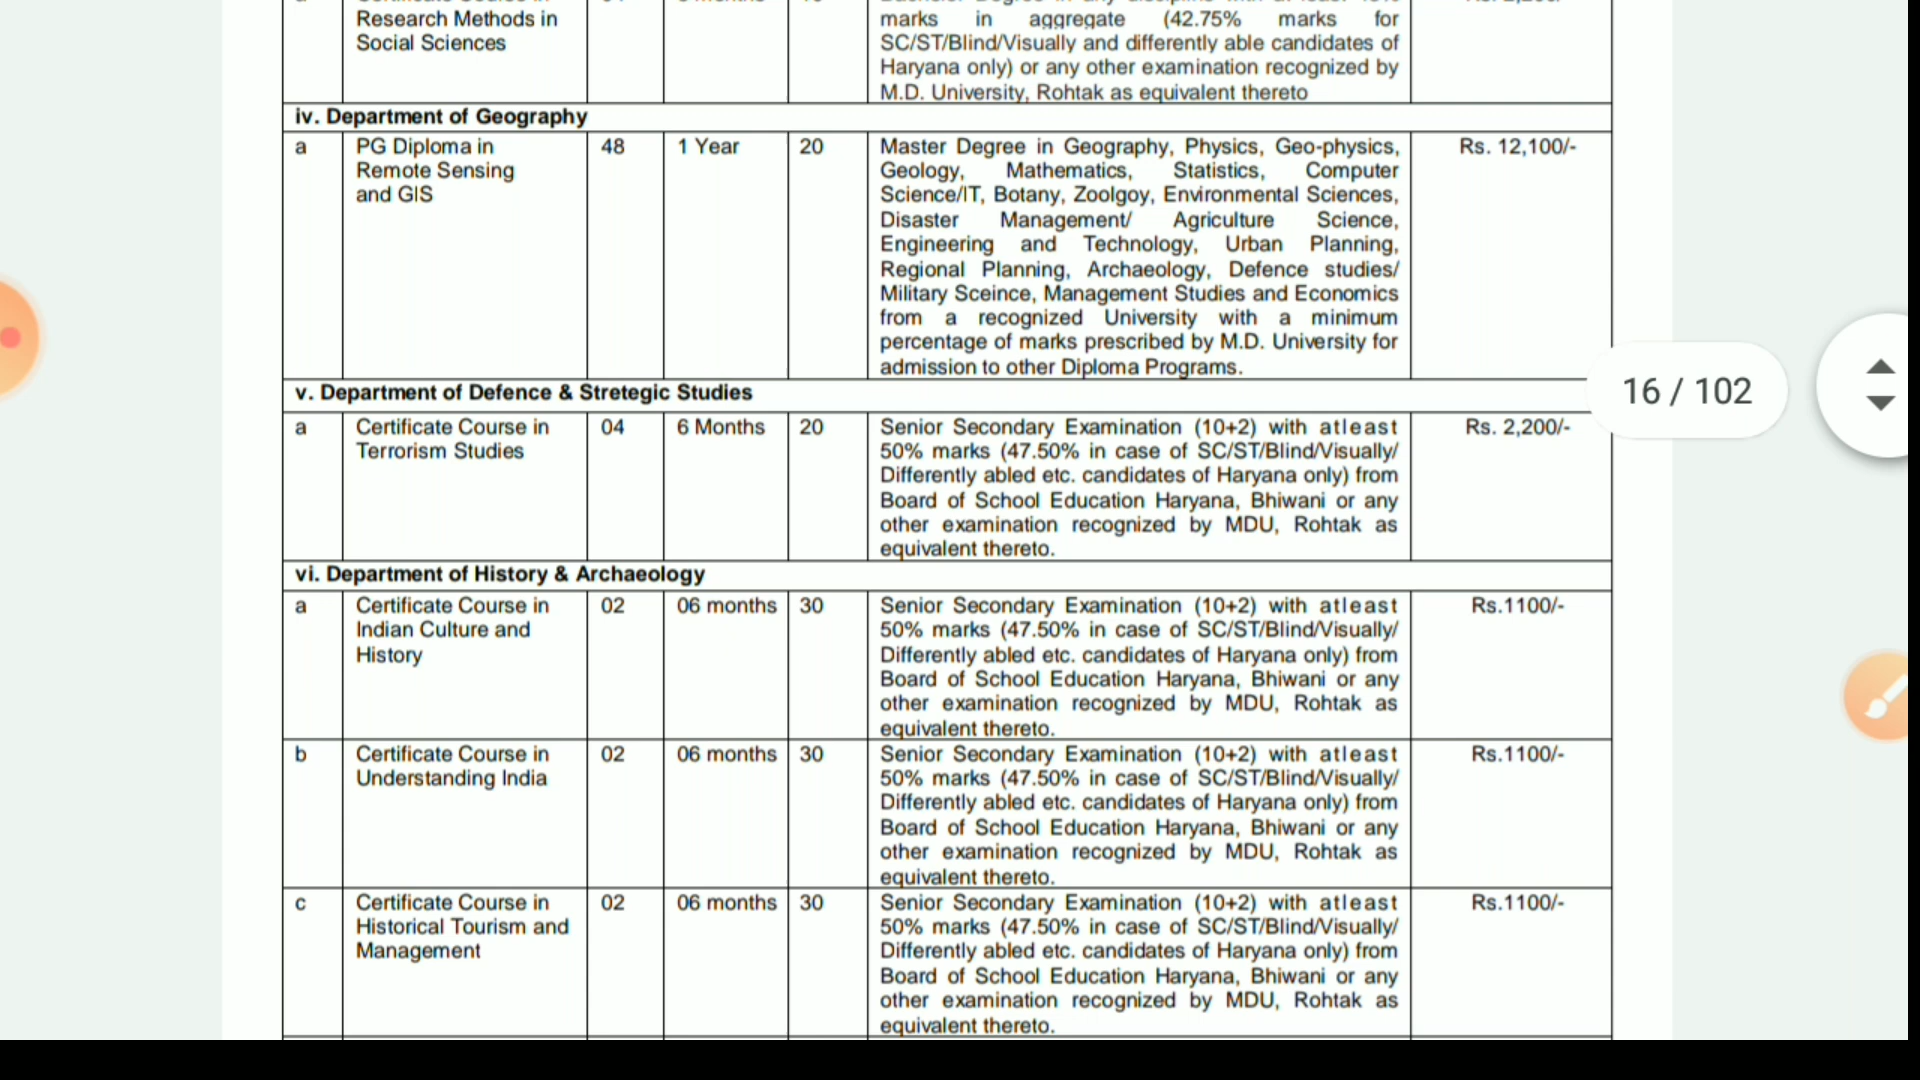 Research Methods in
Social Sciences
marks in aggregate (42.75% marks for
SC/ST/Blind/Visually and differently able candidates of
Haryana only) or any other examination recognized by
M.D. University, Rohtak as equivalent thereto
iv. Department of Geography
a
PG Diploma in
Remote Sensing
and GIS
48
1 Year
20
Master Degree in Geography, Physics, Geo-physics,
Geology, Mathematics, Statistics, Computer
Science/IT, Botany, Zoolgoy, Environmental Sciences,
Disaster Management/ Agriculture Science,
Engineering and Technology, Urban Planning,
Regional Planning, Archaeology, Defence studies/
Military Sceince, Management Studies and Economics
from a recognized University with a minimum
percentage of marks prescribed by M.D. University for
admission to other Diploma Programs.
Rs. 12,100/-
v. Department of Defence & Stretegic Studies
16 / 102
a
Certificate Course in
Terrorism Studies
04
6 Months
20
Senior Secondary Examination (10+2) with atleast
50% marks (47.50% in case of SC/ST/Blind/Visually/
Differently abled etc. candidates of Haryana only) from
Board of School Education Haryana, Bhiwani or any
other examination recognized by MDU, Rohtak as
equivalent thereto.
Rs. 2,200/-
vi. Department of History & Archaeology
a
Certificate Course in
Indian Culture and
History
02
06 months
30
Senior Secondary Examination (10+2) with atleast
50% marks (47.50% in case of SC/ST/Blind/Visually/
Differently abled etc. candidates of Haryana only) from
Board of School Education Haryana, Bhiwani or any
other examination recognized by MDU, Rohtak as
equivalent thereto.
Rs.1100/-
b
Certificate Course in
Understanding India
02
06 months
30
Senior Secondary Examination (10+2) with atleast
50% marks (47.50% in case of SC/ST/Blind/Visually/
Differently abled etc. candidates of Haryana only) from
Board of School Education Haryana, Bhiwani or any
other examination recognized by MDU, Rohtak as
equivalent thereto.
Rs.1100/-
c
Certificate Course in
Historical Tourism and
Management
02
06 months
30
Senior Secondary Examination (10+2) with atleast
50% marks (47.50% in case of SC/ST/Blind/Visually/
Differently abled etc. candidates of Haryana only) from
Board of School Education Haryana, Bhiwani or any
other examination recognized by MDU, Rohtak as
equivalent thereto.
Rs.1100/-